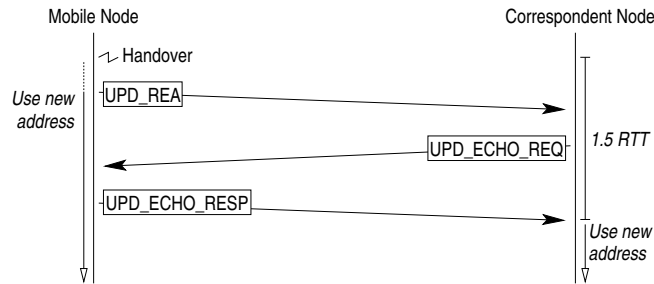 Mobile Node
Correspondent Node
Handover
UPD_REA
Use new
address
UPD_ECHO_REQ
1.5 RTT
UPD_ECHO_RESP
Use new
address